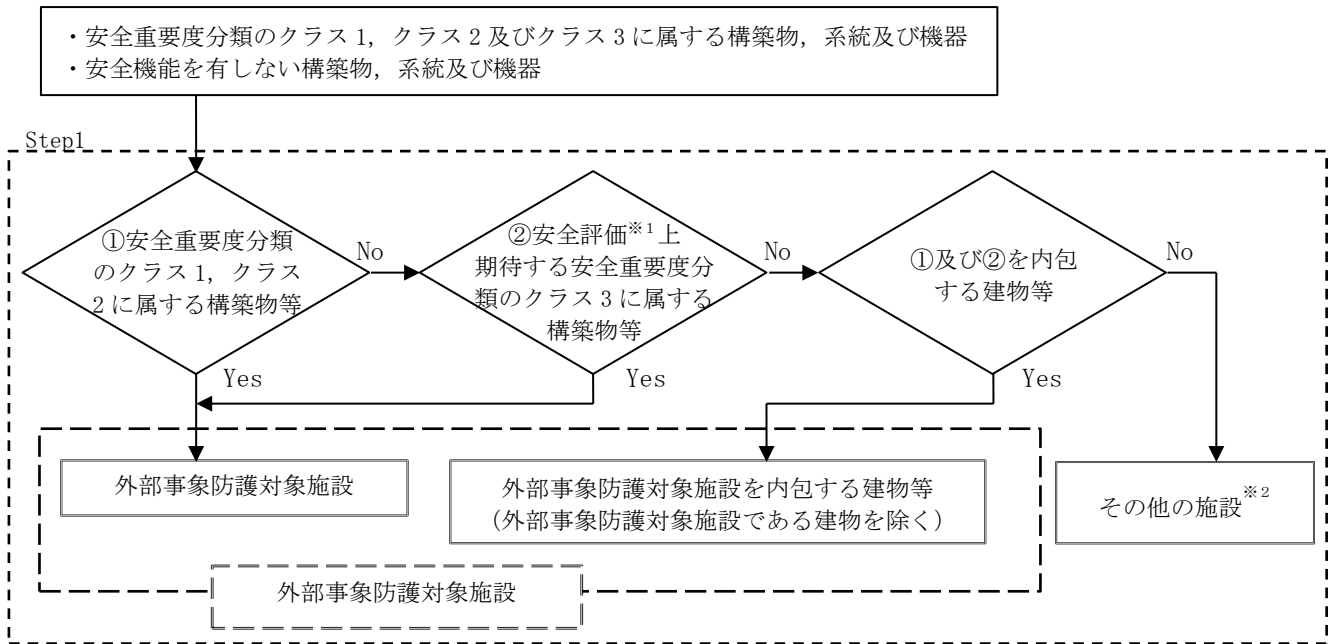 ・安全重要度分類のクラス1，クラス2及びクラス3に属する構築物，系統及び機器
・安全機能を有しない構築物，系統及び機器
Step1
①安全重要度分類
のクラス1，クラス
2に属する構築物等
No
②安全評価※1上
期待する安全重要度分
類のクラス3に属する
構築物等
No
①及び②を内包
する建物等
No
Yes
Yes
Yes
外部事象防護対象施設
外部事象防護対象施設を内包する建物等
（外部事象防護対象施設である建物を除く）
その他の施設※2
外部事象防護対象施設